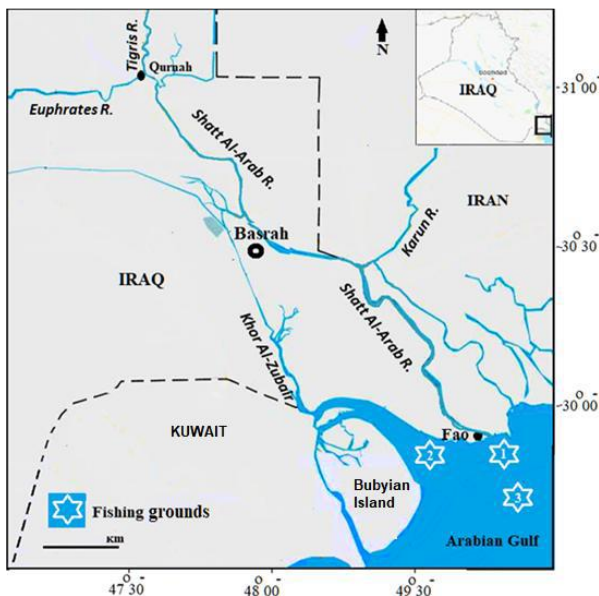 N
Tigris R.
Qurnah
Euphrates R.
Shatt Al-Arab R.
IRAQ
31 00
Karun R.
IRAN
Basrah
30 30
IRAQ
Khor Al-Zubair
Shatt Al-Arab R.
30 00
KUWAIT
Fao
2
1
Bubyian
Island
3
Fishing grounds
KM
Arabian Gulf
47 30
48 00
49 30